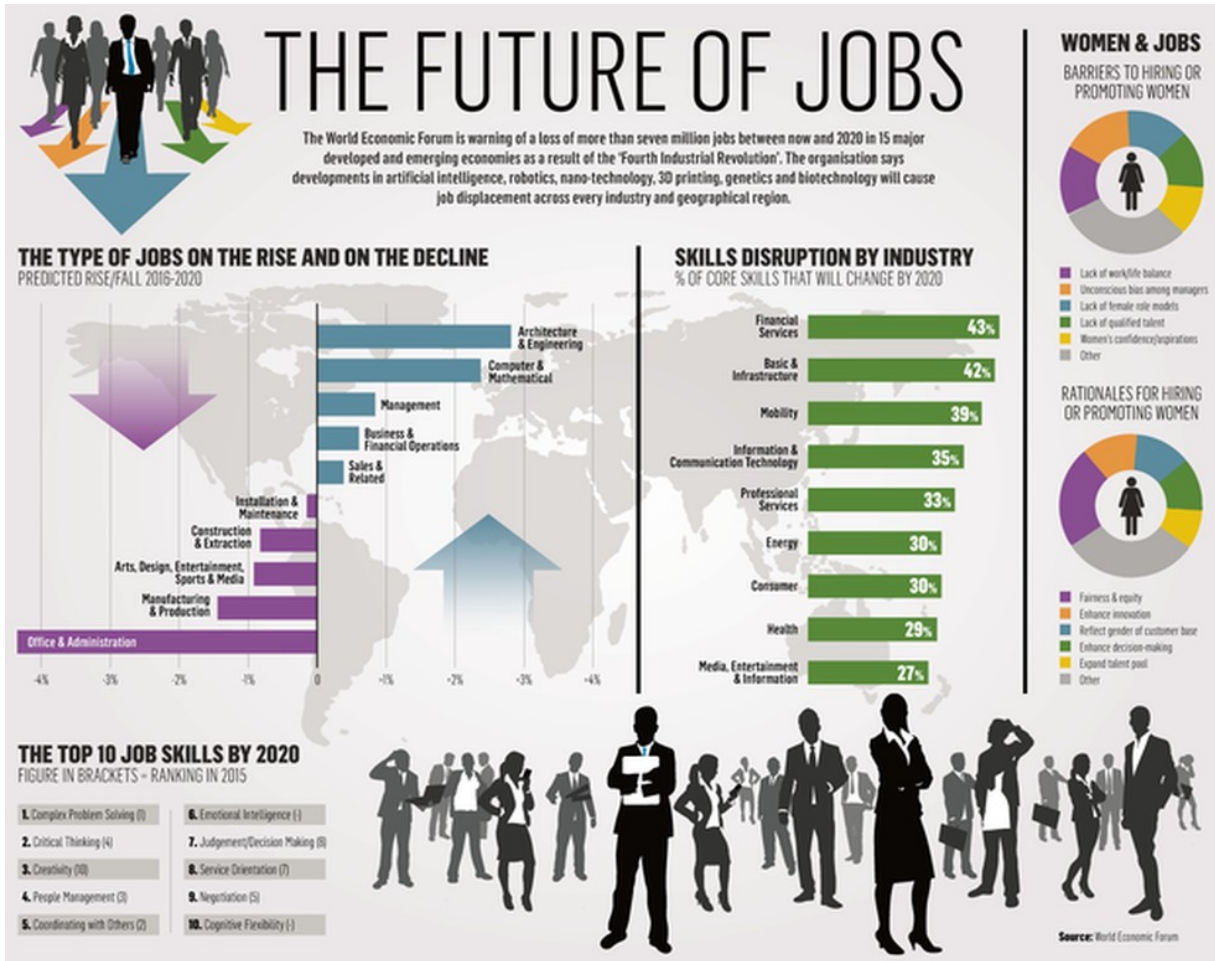 THE FUTURE OF JOBS
The World Economic Forum is warning of a loss of more than seven million jobs between now and 2020 in 15 major
developed and emerging economies as a result of the 'Fourth Industrial Revolution'. The organisation says
developments in artificial intelligence, robotics, nano-technology, 3D printing, genetics and biotechnology will cause
job displacement across every industry and geographical region.
THE TYPE OF JOBS ON THE RISE AND ON THE DECLINE
PREDICTED RISE/FALL 2016-2020
Architecture
& Engineering
Computer &
Mathematical
Management
Business &
Financial Operations
Sales &
Related
Installation &
Maintenance
Construction
& Extraction
Arts, Design, Entertainment,
Sports & Media
Manufacturing
& Production
Office & Administration
-4% -3% -2% -1% 0 -1% -2% -3% +4%
SKILLS DISRUPTION BY INDUSTRY
% OF CORE SKILLS THAT WILL CHANGE BY 2020
Financial
Services
43%
Basic &
Infrastructure
42%
Mobility
39%
Information &
Communication Technology
35%
Professional
Services
33%
Energy
30%
Consumer
30%
Health
29%
Media, Entertainment
& Information
27%
WOMEN & JOBS
BARRIERS TO HIRING OR
PROMOTING WOMEN
Lack of work/life balance
Unconscious bias among managers
Lack of female role models
Lack of qualified talent
Women's confidence/aspirations
Other
RATIONALES FOR HIRING
OR PROMOTING WOMEN
Fairness & equity
Enhance innovation
Reflect gender of customer base
Enhance decision-making
Expand talent pool
Other
THE TOP 10 JOB SKILLS BY 2020
FIGURE IN BRACKETS = RANKING IN 2015
1. Complex Problem Solving (1)
2. Critical Thinking (4)
3. Creativity (10)
4. People Management (3)
5. Coordinating with Others (2)
6. Emotional Intelligence (-)
7. Judgement/Decision Making (8)
8. Service Orientation (7)
9. Negotiation (5)
10. Cognitive Flexibility (-)
Source: World Economic Forum